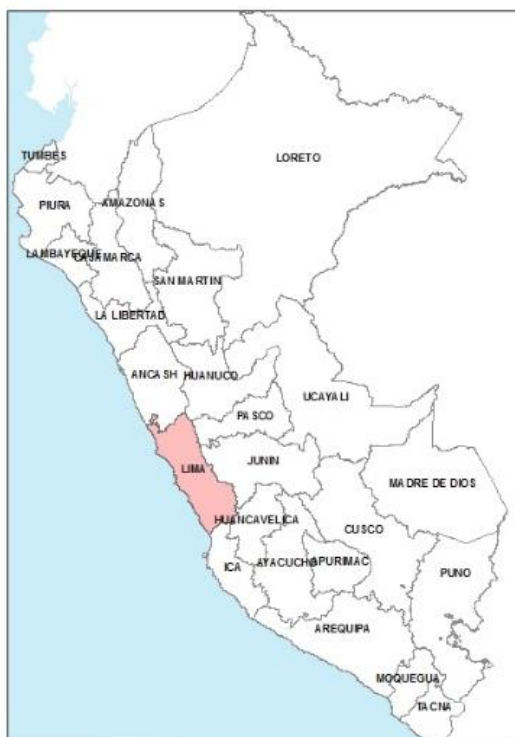 LORETO
TUMBES
PIURA
AMAZONAS
LAMBAYEQUE
CAJAMARCA
SAN MARTIN
LA LIBERTAD
ANCASH
HUANUCO
UCAYALI
PASCO
LIMA
JUNIN
MADRE DE DIOS
HUANCAVELICA
CUSCO
ICA
AYACUCHO
APURIMAC
PUNO
AREQUIPA
MOQUEGUA
TACNA